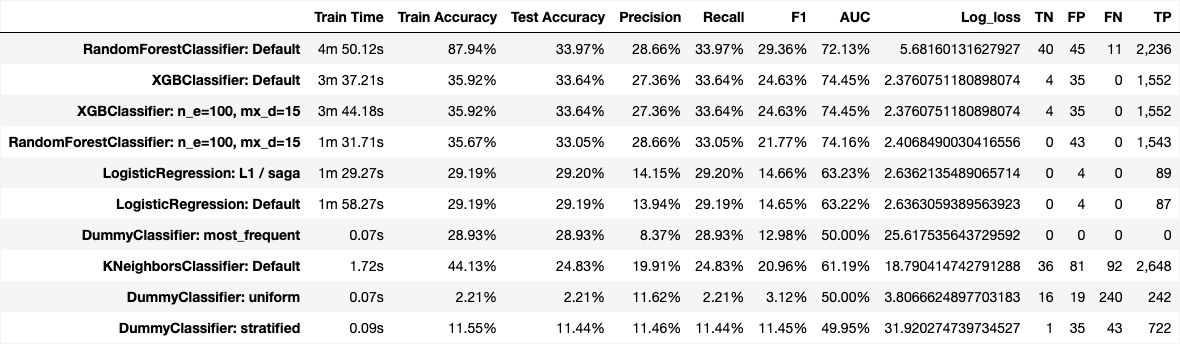 Train Time Train Accuracy Test Accuracy Precision Recall F1 AUC Log_loss TN FP FN TP
RandomForestClassifier: Default 4m 50.12s 87.94% 33.97% 28.66% 33.97% 29.36% 72.13% 5.68160131627927 40 45 11 2,236
XGBClassifier: Default 3m 37.21s 35.92% 33.64% 27.36% 33.64% 24.63% 74.45% 2.3760751180898074 4 35 0 1,552
XGBClassifier: n_e=100, mx_d=15 3m 44.18s 35.92% 33.64% 27.36% 33.64% 24.63% 74.45% 2.3760751180898074 4 35 0 1,552
RandomForestClassifier: n_e=100, mx_d=15 1m 31.71s 35.67% 33.05% 28.66% 33.05% 21.77% 74.16% 2.4068490030416556 0 43 0 1,543
LogisticRegression: L1 / saga 1m 29.27s 29.19% 29.20% 14.15% 29.20% 14.66% 63.23% 2.6362135489065714 0 4 0 89
LogisticRegression: Default 1m 58.27s 29.19% 29.19% 13.94% 29.19% 14.65% 63.22% 2.6363059389563923 0 4 0 87
DummyClassifier: most_frequent 0.07s 28.93% 28.93% 8.37% 28.93% 12.98% 50.00% 25.617535643729592 0 0 0 0
KNeighborsClassifier: Default 1.72s 44.13% 24.83% 19.91% 24.83% 20.96% 61.19% 18.790414742791288 36 81 92 2,648
DummyClassifier: uniform 0.07s 2.21% 2.21% 11.62% 2.21% 3.12% 50.00% 3.8066624897703183 16 19 240 242
DummyClassifier: stratified 0.09s 11.55% 11.44% 11.46% 11.44% 11.45% 49.95% 31.920274739734527 1 35 43 722